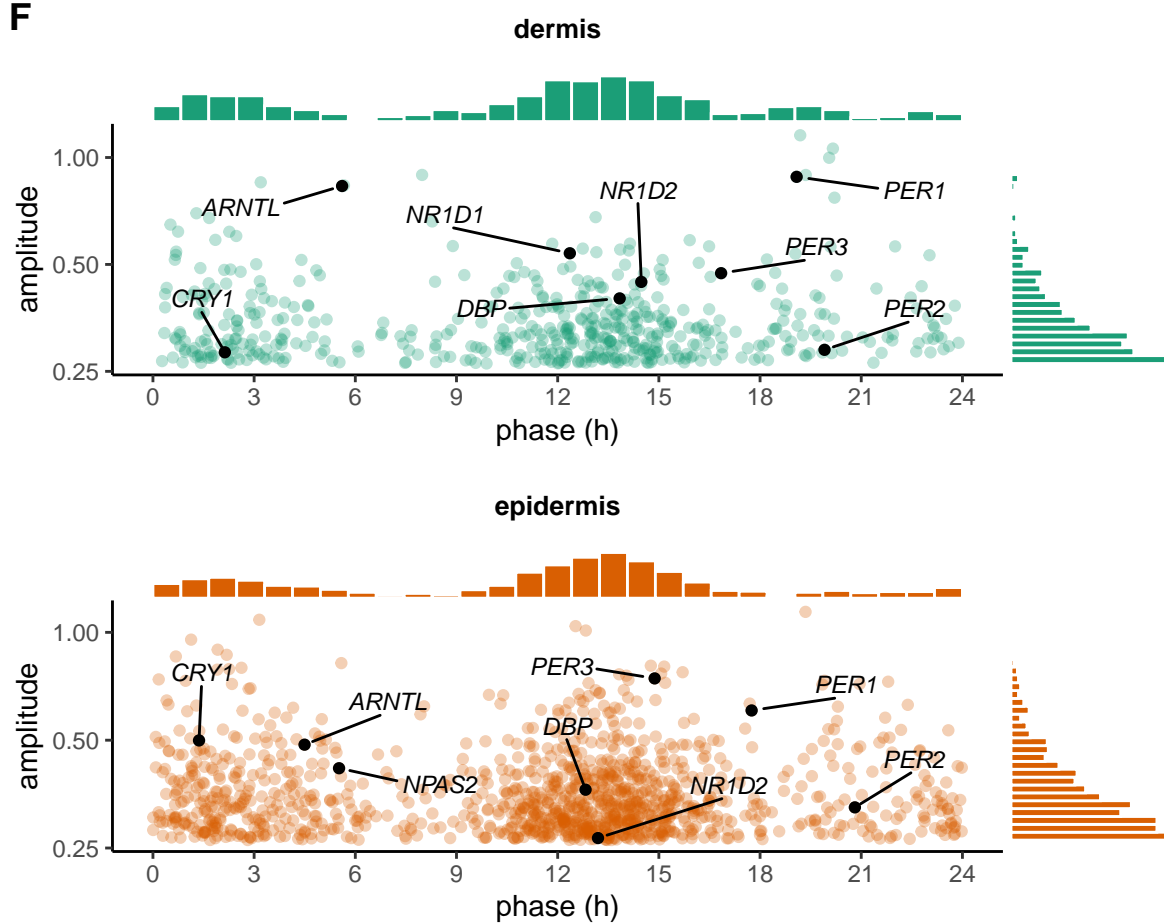 F
dermis
1.00
0.50
0.25
amplitude
ARNTL
NR1D1
NR1D2
PER1
PER3
CRY1
DBP
PER2
0 3 6 9 12 15 18 21 24
phase (h)
epidermis
1.00
0.50
0.25
amplitude
CRY1
PER3
ARNTL
PER1
DBP
NPAS2
NR1D2
PER2
0 3 6 9 12 15 18 21 24
phase (h)